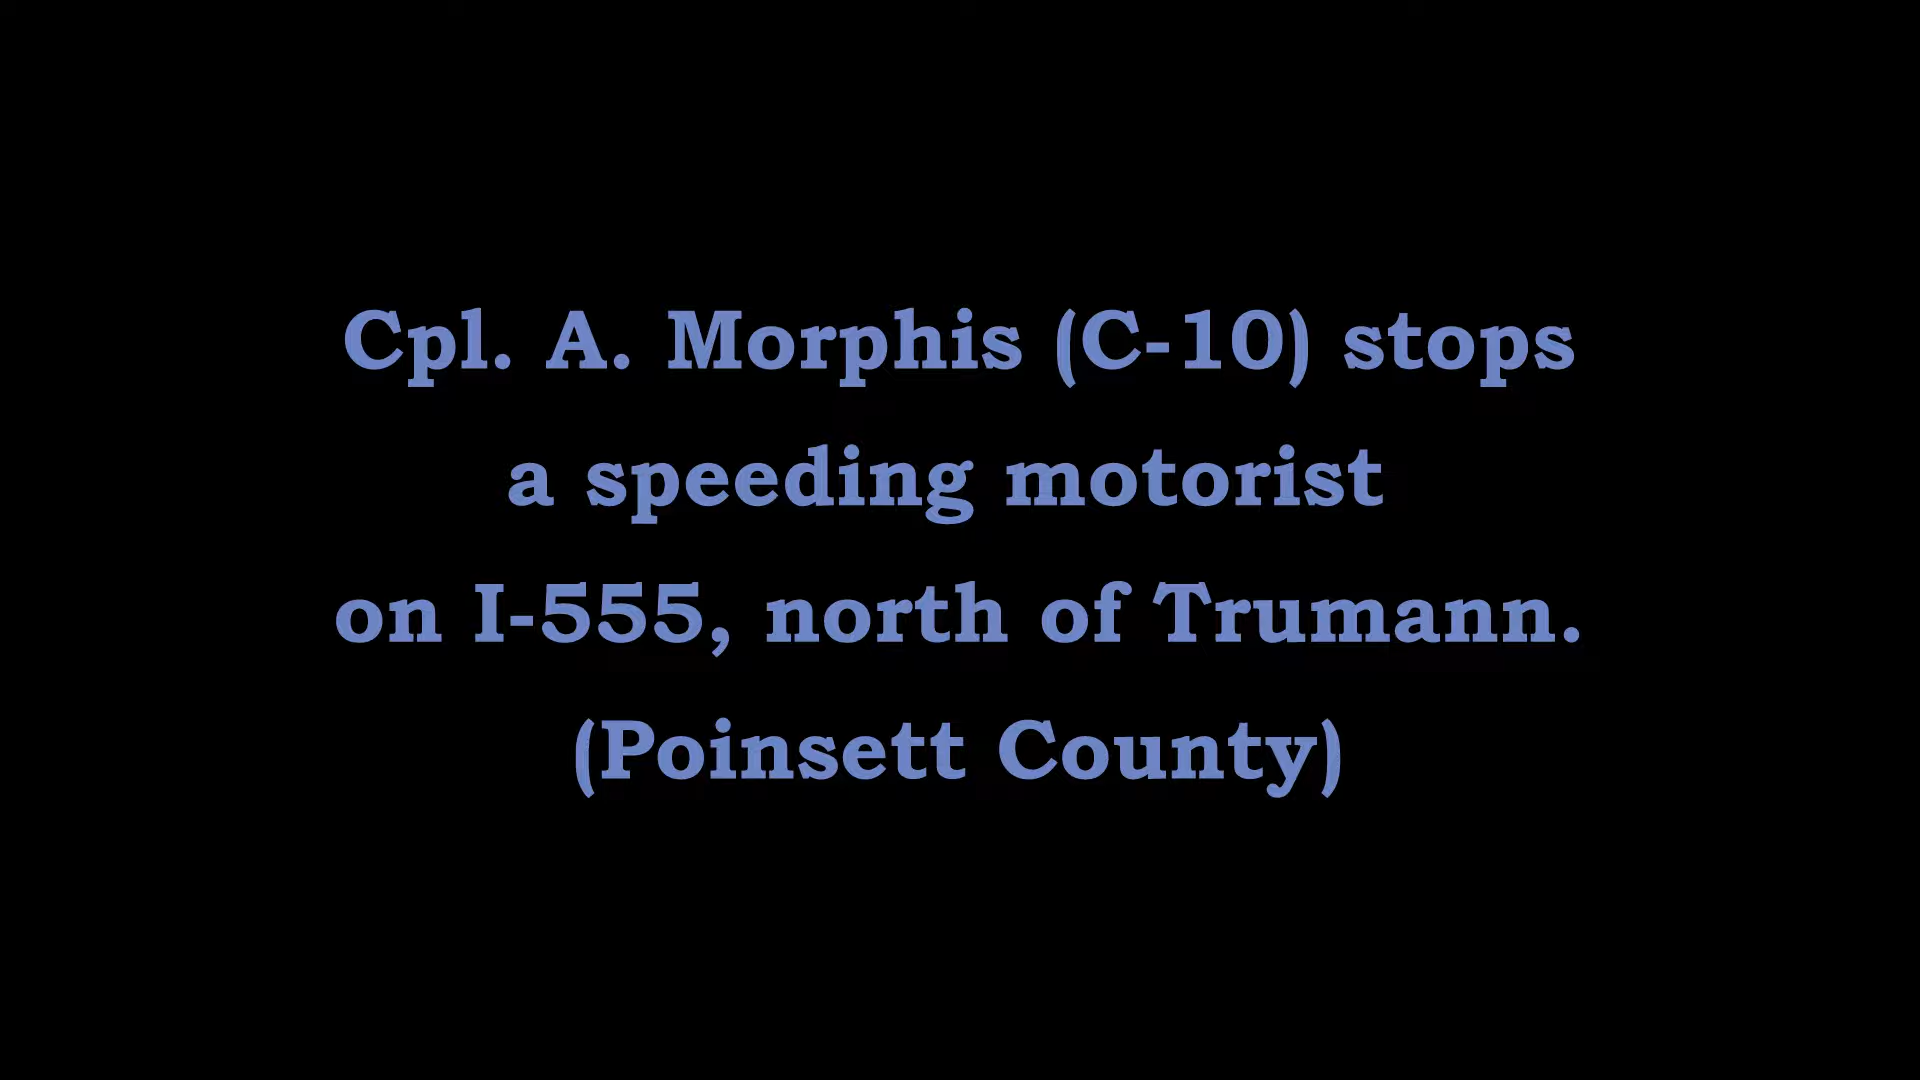 Cpl. A. Morphis (C-10) stops
a speeding motorist
on I-555, north of Trumann.
(Poinsett County)